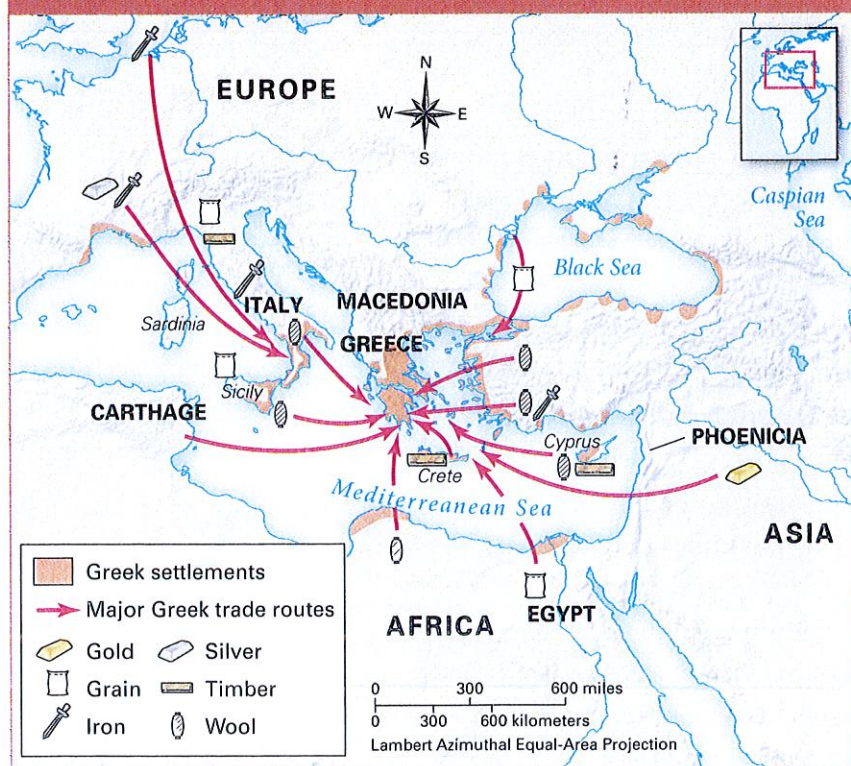 N
W E
S
EUROPE
Caspian
Sea
Black Sea
ITALY
MACEDONIA
Sardinia
GREECE
Sicily
CARTHAGE
Cyprus
PHOENICIA
Crete
Mediterranean Sea
ASIA
AFRICA
EGYPT
Greek settlements
Major Greek trade routes
Gold Silver
Grain Timber
Iron Wool
0 300 600 miles
0 300 600 kilometers
Lambert Azimuthal Equal-Area Projection